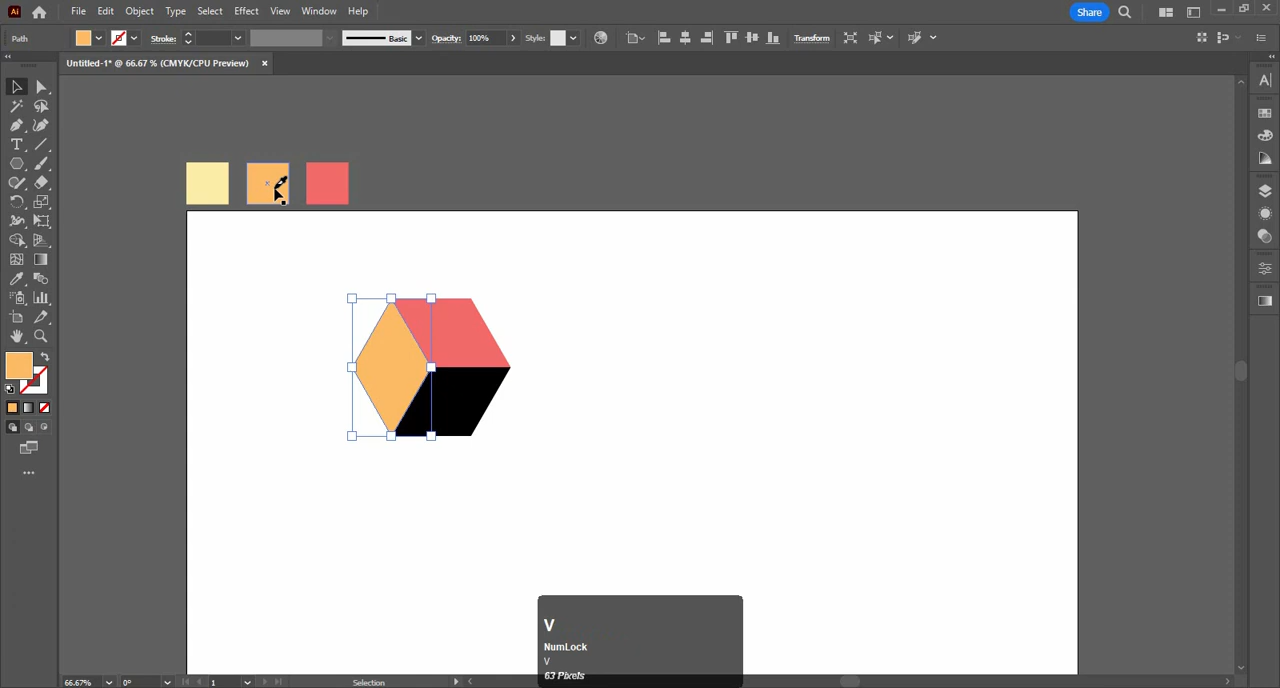 Ai File Edit Object Type Select Effect View Window Help Share
Path Stroke: Basic Opacity: 100% Style: Transform
Untitled-1* @ 66.67 % (CMYK/CPU Preview) ×
V
NumLock
V
63 Pixels
66.67% 0° 1 Selection